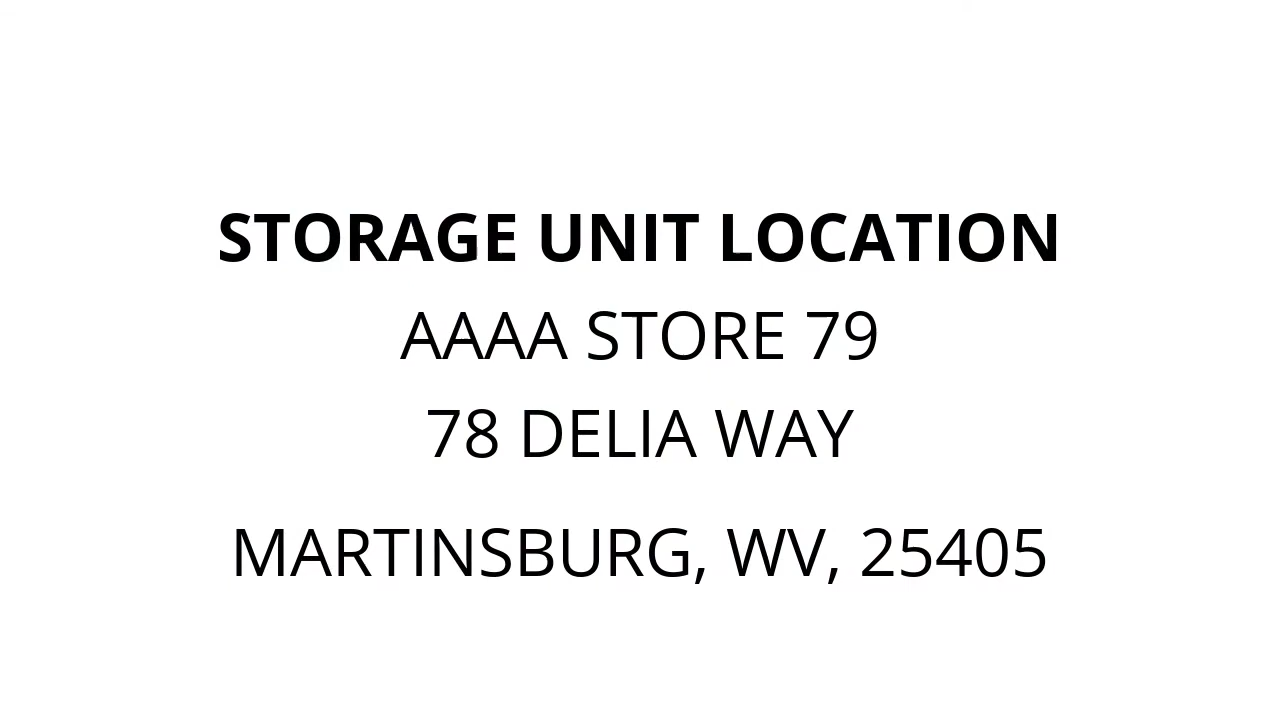 STORAGE UNIT LOCATION
AAAA STORE 79
78 DELIA WAY
MARTINSBURG, WV, 25405